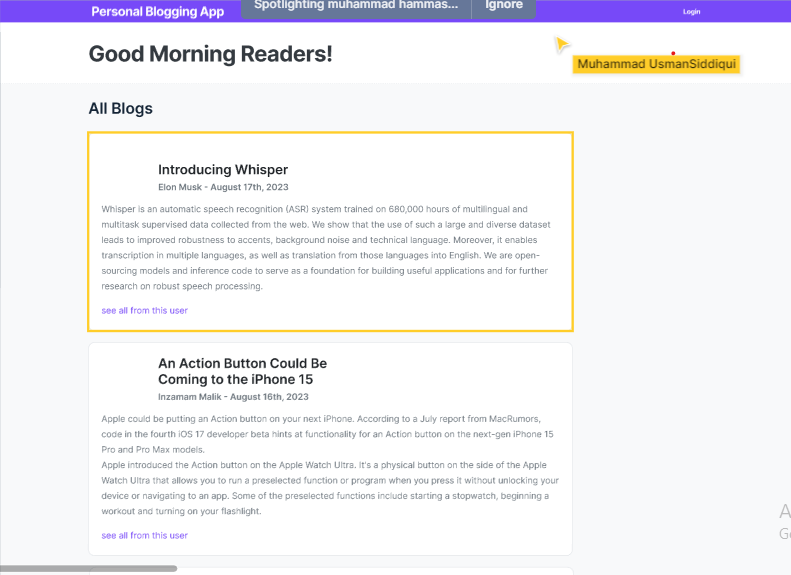 Personal Blogging App
Spotlighting muhammad hammas...
Ignore
Login
Good Morning Readers!
Muhammad UsmanSiddiqui
All Blogs
Introducing Whisper
Elon Musk - August 17th, 2023
Whisper is an automatic speech recognition (ASR) system trained on 680,000 hours of multilingual and
multitask supervised data collected from the web. We show that the use of such a large and diverse dataset
leads to improved robustness to accents, background noise and technical language. Moreover, it enables
transcription in multiple languages, as well as translation from those languages into English. We are open-
sourcing models and inference code to serve as a foundation for building useful applications and for further
research on robust speech processing.
see all from this user
An Action Button Could Be
Coming to the iPhone 15
Inzamam Malik - August 16th, 2023
Apple could be putting an Action button on your next iPhone. According to a July report from MacRumors,
code in the fourth iOS 17 developer beta hints at functionality for an Action button on the next-gen iPhone 15
Pro and Pro Max models.
Apple introduced the Action button on the Apple Watch Ultra. It's a physical button on the side of the Apple
Watch Ultra that allows you to run a preselected function or program when you press it without unlocking your
device or navigating to an app. Some of the preselected functions include starting a stopwatch, beginning a
workout and turning on your flashlight.
see all from this user